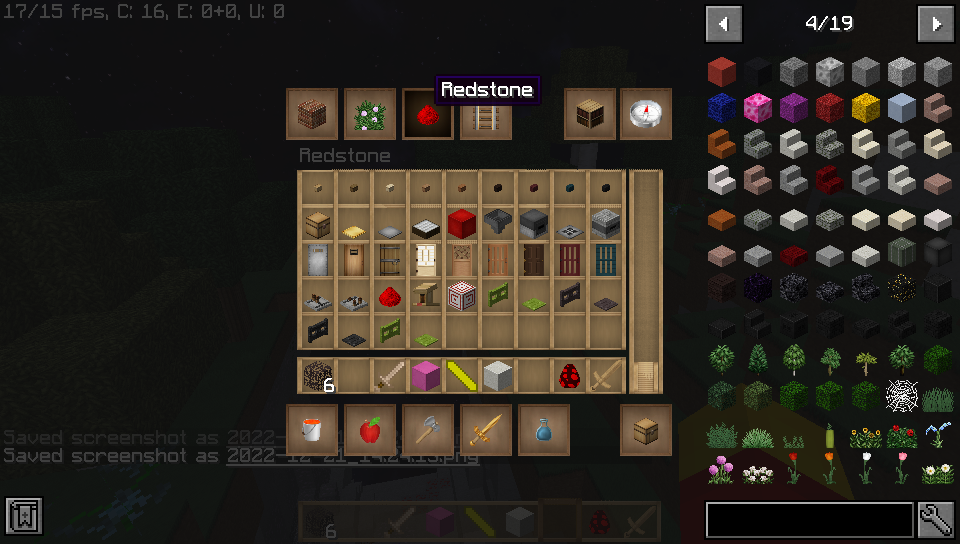 17/15 fps, C: 16, E: 0+0, U: 0
4/19
Redstone
Redstone
6
Saved screenshot as
Saved screenshot as 2022-12-21_14.24.13.png
6